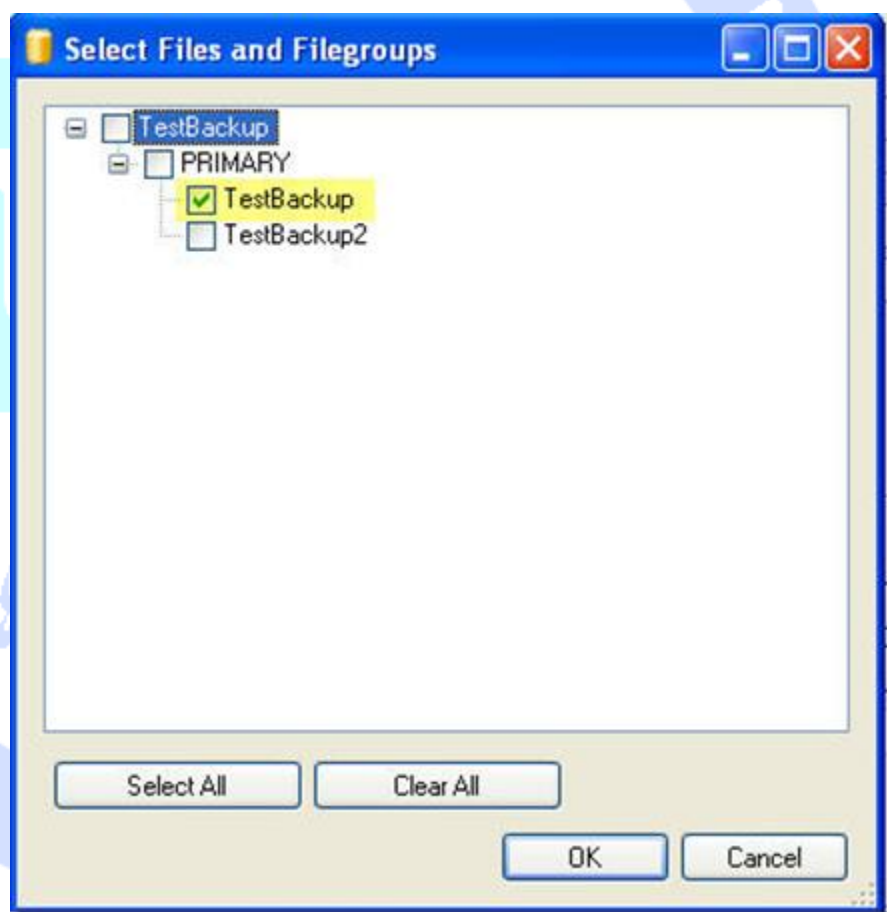 Select Files and Filegroups
TestBackup
PRIMARY
TestBackup
TestBackup2
Select All
Clear All
OK
Cancel